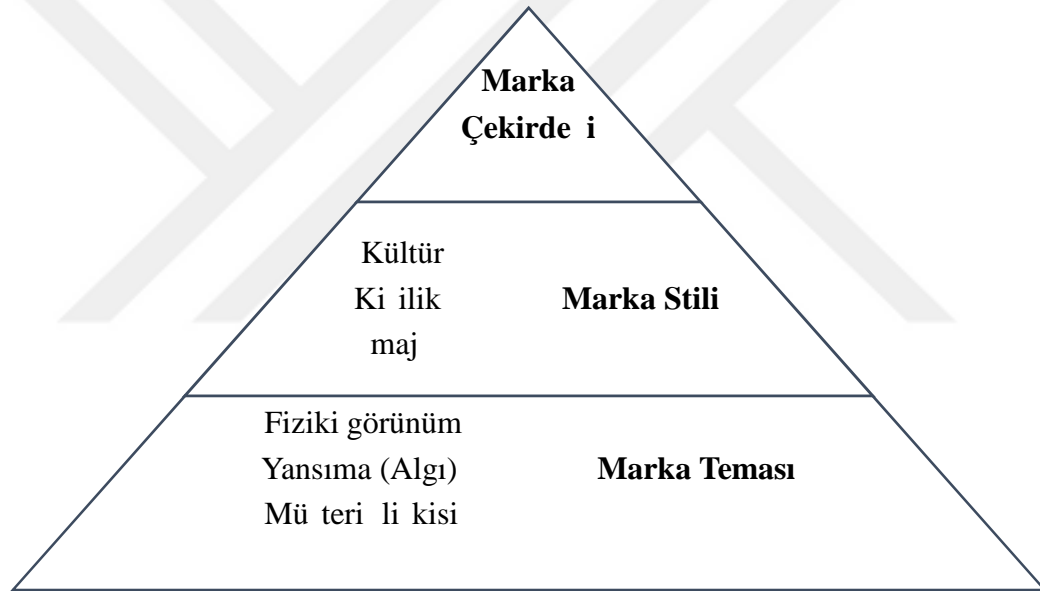 Marka
Çekirde i
Kültür
Ki ilik
maj
Marka Stili
Fiziki görünüm
Yansıma (Algı)
Mü teri li kisi
Marka Teması